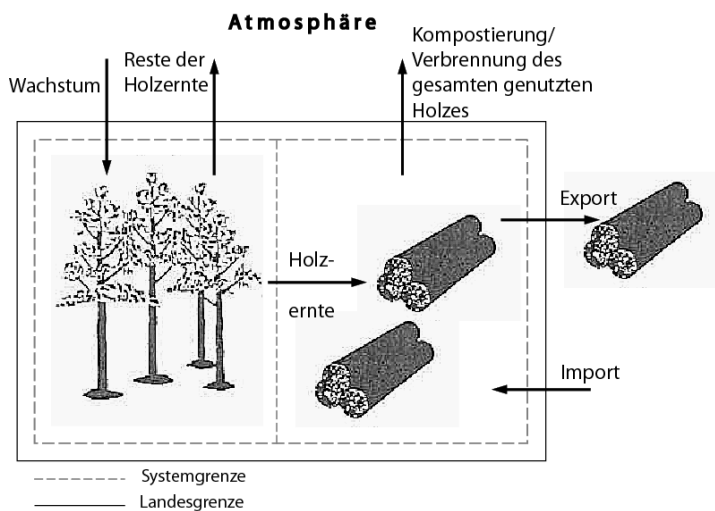 Atmosphäre
Wachstum
Reste der
Holzernte
Kompostierung/
Verbrennung des
gesamten genutzten
Holzes
Holz-
ernte
Export
Import
Systemgrenze
Landesgrenze